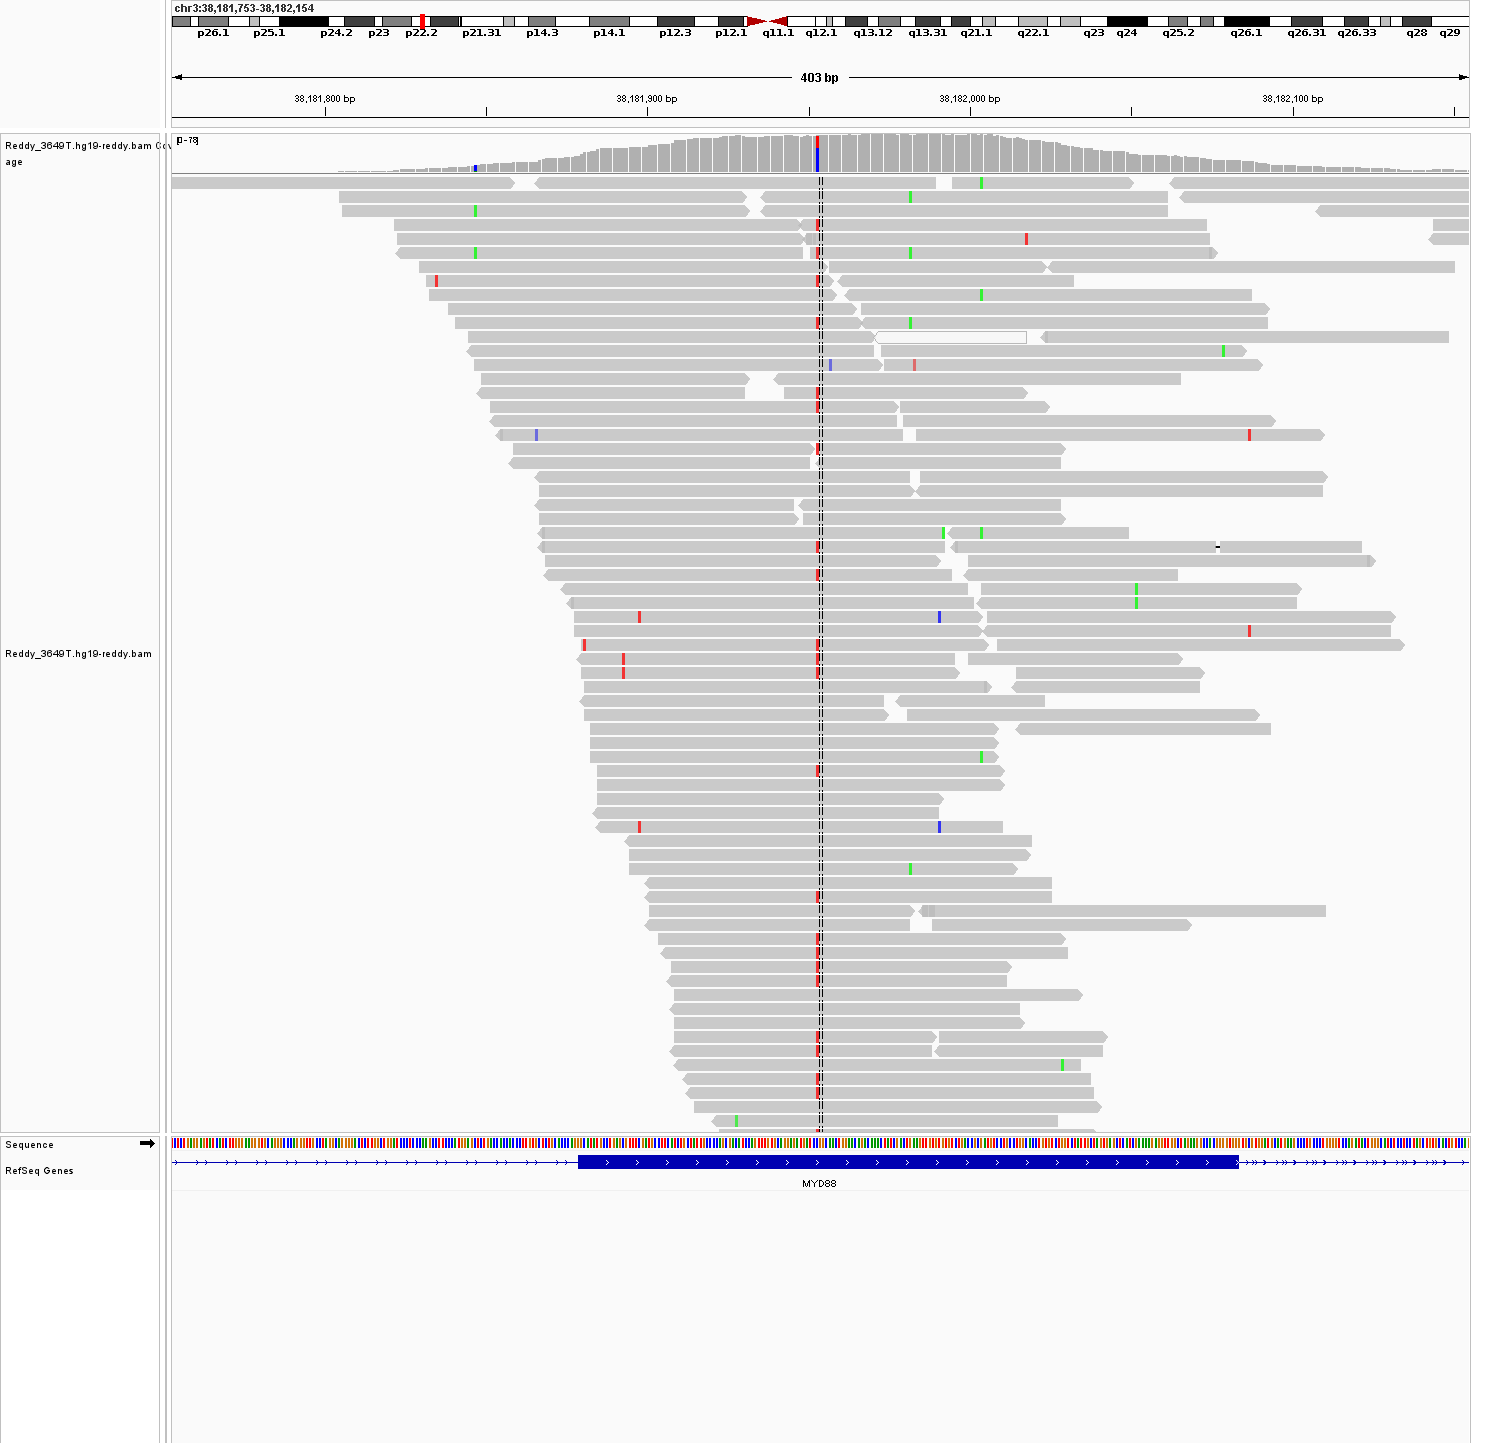 chr3:38,181,753-38,182,154
p26.1 p25.1 p24.2 p23 p22.2 p21.31 p14.3 p14.1 p12.3 p12.1 q11.1 q12.1 q13.12 q13.31 q21.1 q22.1 q23 q24 q25.2 q26.1 q26.31 q26.33 q28 q29
403 bp
38,181,800 bp 38,181,900 bp 38,182,000 bp 38,182,100 bp
Reddy_3649T.hg19-reddy.bam Cov
age
[0-78]
Reddy_3649T.hg19-reddy.bam
Sequence
RefSeq Genes
MYD88